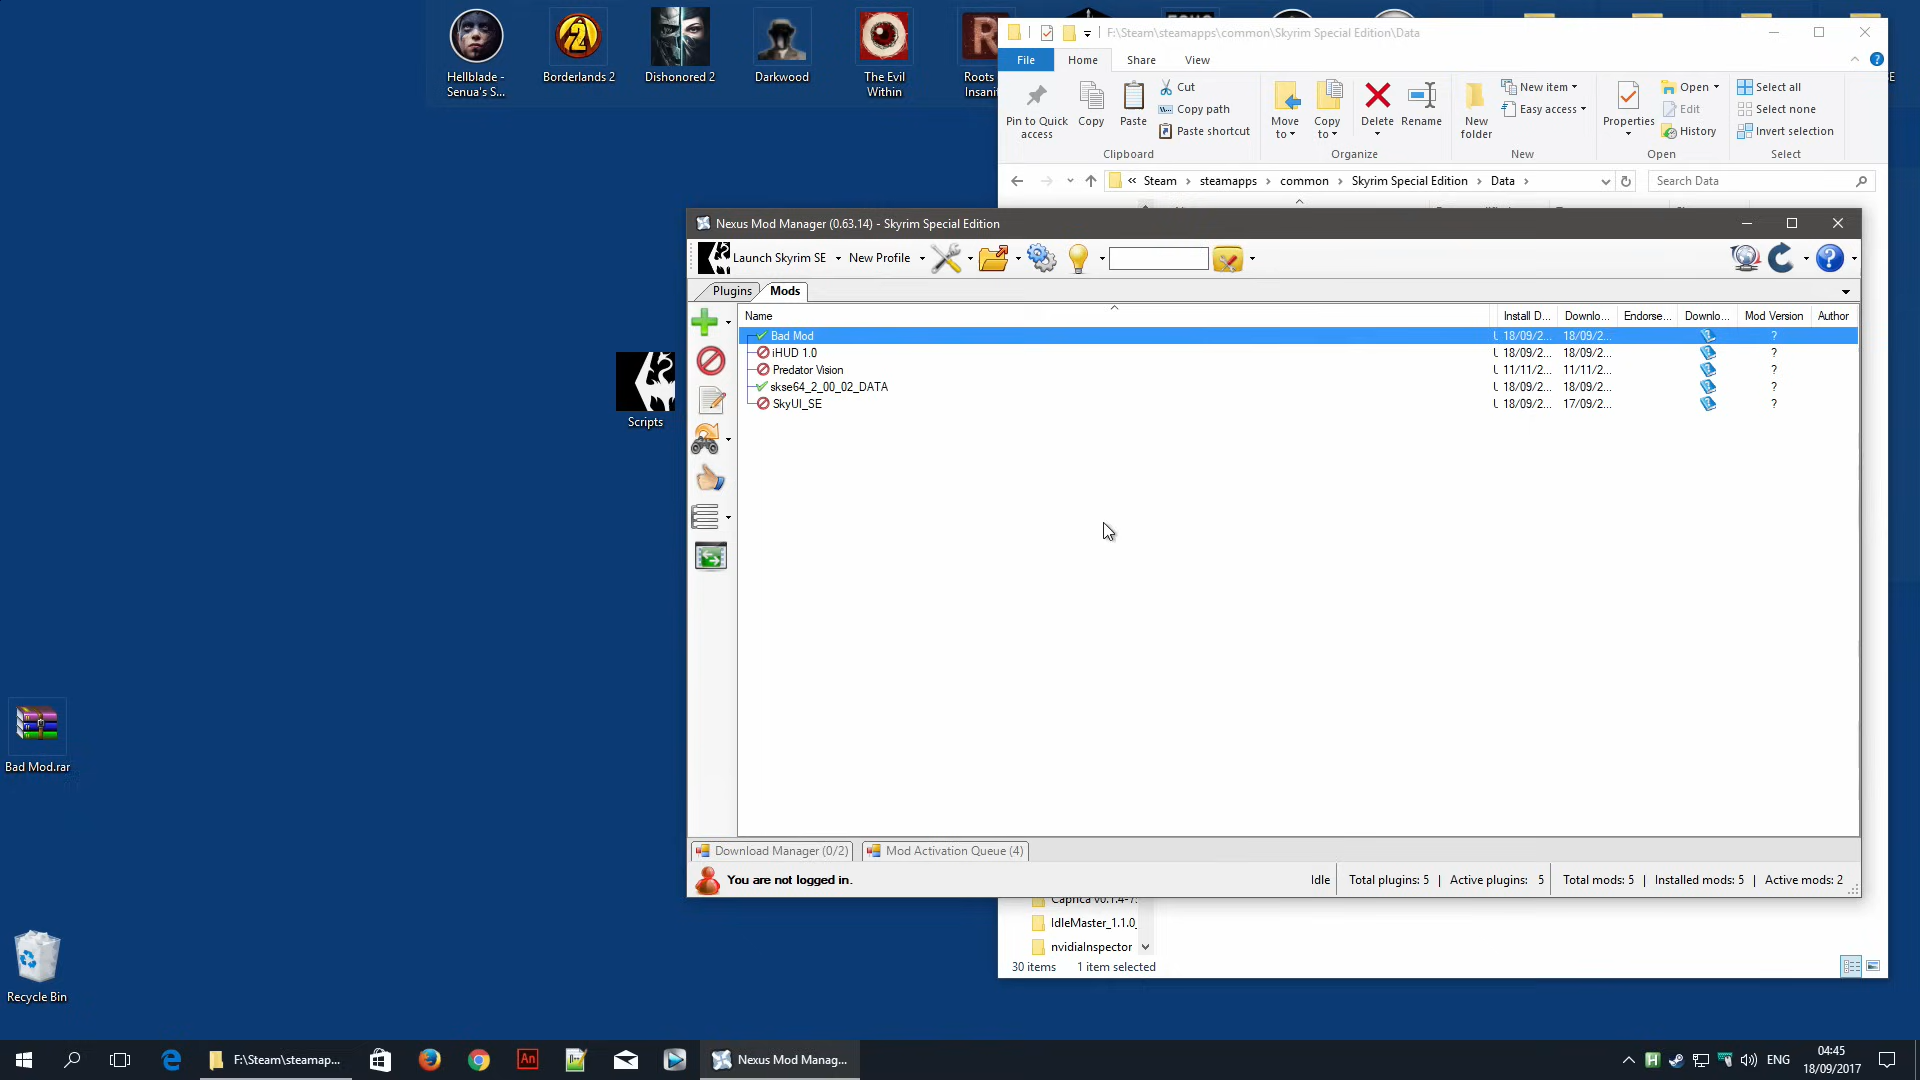 Hellblade -
Senua's S...
Borderlands 2
Dishonored 2
Darkwood
The Evil
Within
Roots
Insanit
F:\Steam\steamapps\common\Skyrim Special Edition\Data
File
Home
Share
View
Pin to Quick
access
Copy
Paste
Cut
Copy path
Paste shortcut
Move
to
Copy
to
Delete
Rename
New
folder
New item
Easy access
Properties
Open
Edit
History
Select all
Select none
Invert selection
Clipboard
Organize
New
Open
Select
« Steam › steamapps › common › Skyrim Special Edition › Data ›
Search Data
Nexus Mod Manager (0.63.14) - Skyrim Special Edition
Launch Skyrim SE
New Profile
Plugins
Mods
Name
Install D...
Downlo...
Endorse...
Downlo...
Mod Version
Author
Bad Mod
18/09/2...
18/09/2...
?
iHUD 1.0
18/09/2...
18/09/2...
?
Predator Vision
11/11/2...
11/11/2...
?
skse64_2_00_02_DATA
18/09/2...
18/09/2...
?
SkyUI_SE
18/09/2...
17/09/2...
?
Scripts
Bad Mod.rar
Recycle Bin
Download Manager (0/2)
Mod Activation Queue (4)
You are not logged in.
Idle
Total plugins: 5 | Active plugins: 5
Total mods: 5 | Installed mods: 5 | Active mods: 2
IdleMaster_1.1.0_
nvidiaInspector
30 items
1 item selected
F:\Steam\steamap...
An
Nexus Mod Manag...
ENG
04:45
18/09/2017